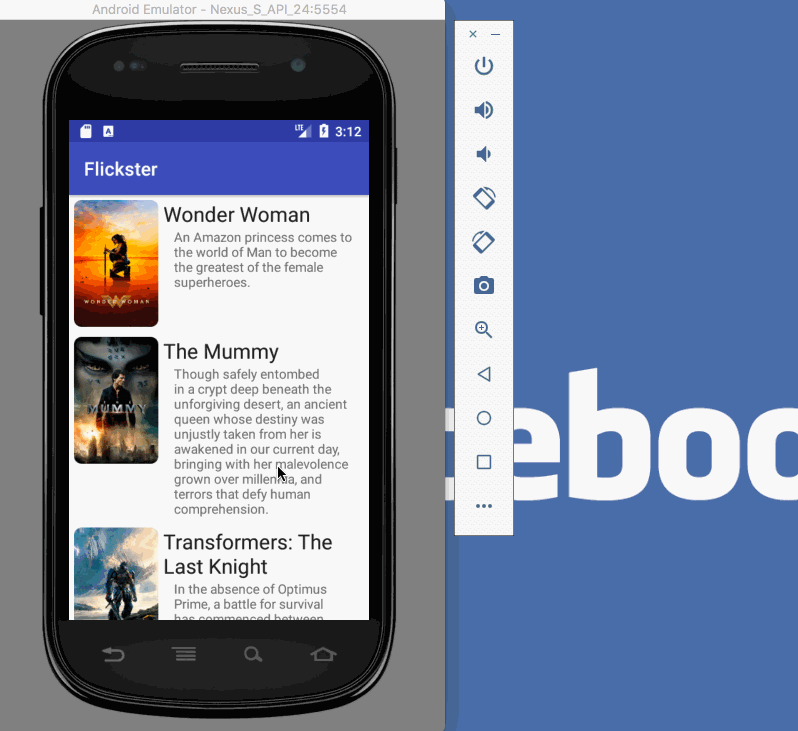 Android Emulator - Nexus_S_API_24:5554
A
LTE
3:12
Flickster
Wonder Woman
An Amazon princess comes to
the world of Man to become
the greatest of the female
superheroes.
WONDER WOMAN
The Mummy
Though safely entombed
in a crypt deep beneath the
unforgiving desert, an ancient
queen whose destiny was
unjustly taken from her is
awakened in our current day,
bringing with her malevolence
grown over millennia, and
terrors that defy human
comprehension.
MUMMY
Transformers: The
Last Knight
In the absence of Optimus
Prime, a battle for survival
has commenced between
eboo